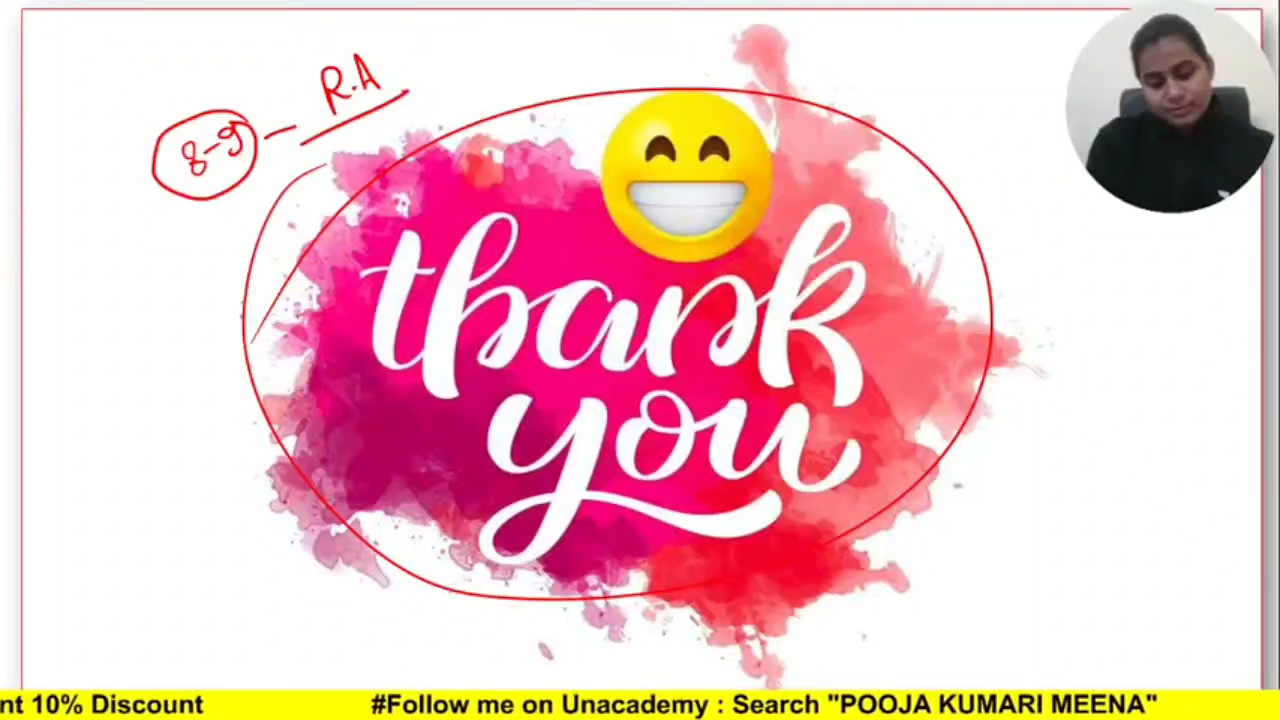 R.A
8-9 -
thank
you
nt 10% Discount #Follow me on Unacademy : Search "POOJA KUMARI MEENA"